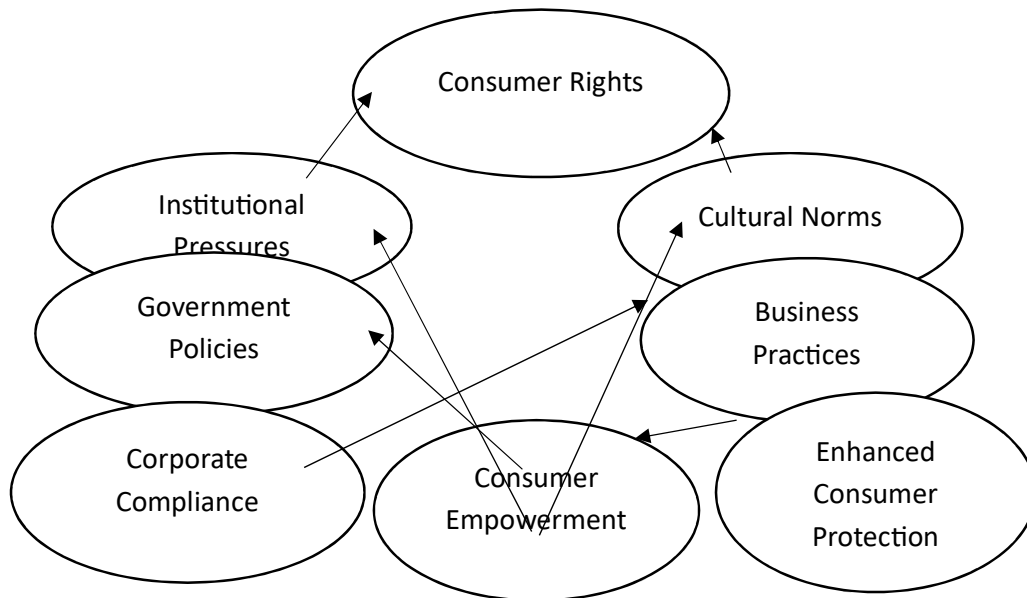 Consumer Rights
Institutional
Pressures
Cultural Norms
Government
Policies
Business
Practices
Corporate
Compliance
Consumer
Empowerment
Enhanced
Consumer
Protection